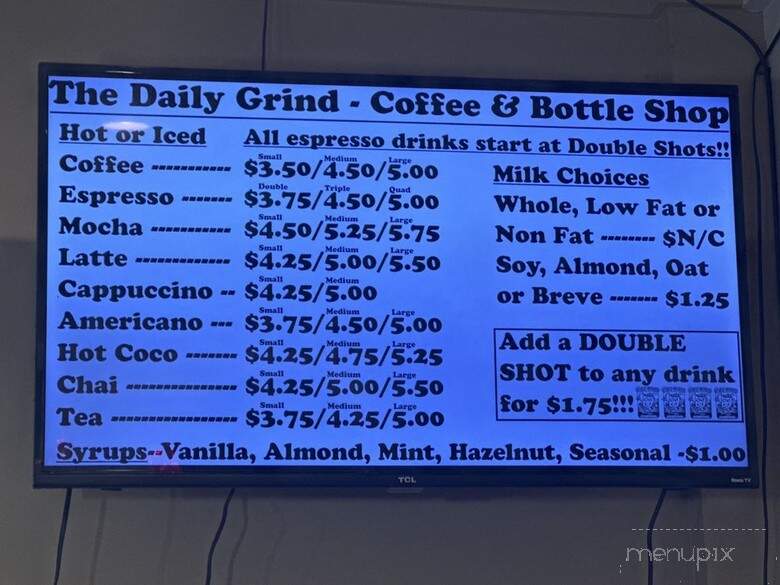 The Daily Grind - Coffee & Bottle Shop
Hot or Iced All espresso drinks start at Double Shots!!
Small Medium Large
Coffee ----------- $3.50/4.50/5.00
Double Triple Quad
Espresso ------- $3.75/4.50/5.00
Small Medium Large
Mocha ----------- $4.50/5.25/5.75
Small Medium Large
Latte ------------- $4.25/5.00/5.50
Small Medium
Cappuccino -- $4.25/5.00
Small Medium Large
Americano --- $3.75/4.50/5.00
Small Medium Large
Hot Coco ------- $4.25/4.75/5.25
Small Medium Large
Chai --------------- $4.25/5.00/5.50
Small Medium Large
Tea ----------------- $3.75/4.25/5.00
Milk Choices
Whole, Low Fat or
Non Fat -------- $N/C
Soy, Almond, Oat
or Breve ------- $1.25
Add a DOUBLE
SHOT to any drink
for $1.75!!!
Syrups--Vanilla, Almond, Mint, Hazelnut, Seasonal -$1.00
TCL
Roku TV
menupix